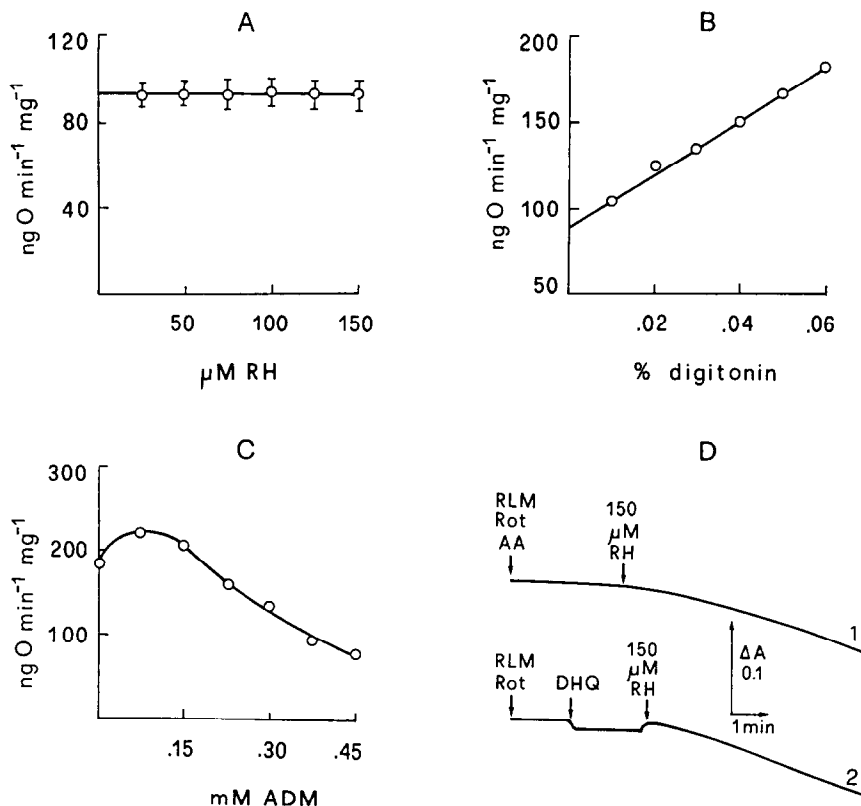 A
120
80
40
ng O min⁻¹ mg⁻¹
50 100 150
µM RH
B
200
150
100
50
ng O min⁻¹ mg⁻¹
.02 .04 .06
% digitonin
C
300
200
100
ng O min⁻¹ mg⁻¹
.15 .30 .45
mM ADM
D
RLM
Rot
AA
150
µM
RH
1
ΔA
0.1
1min
RLM
Rot
DHQ
150
µM
RH
2